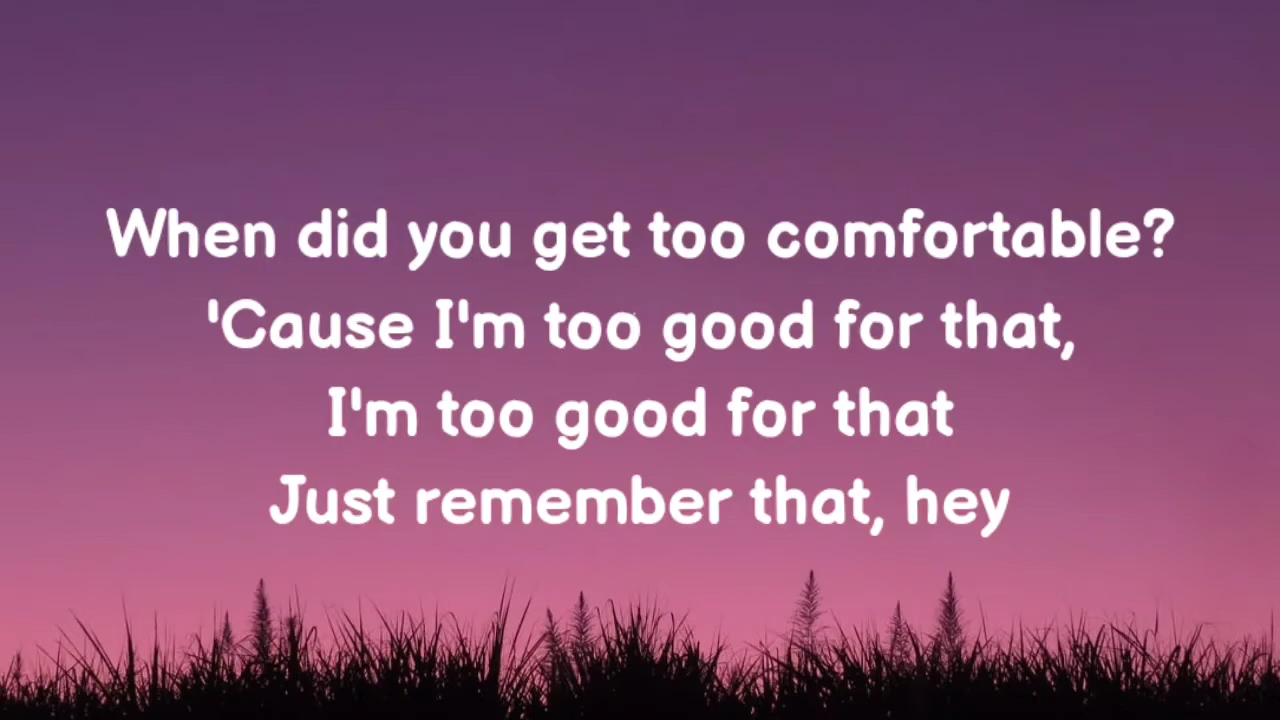 When did you get too comfortable?
'Cause I'm too good for that,
I'm too good for that
Just remember that, hey